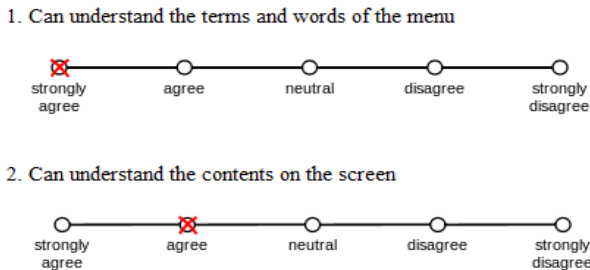 1. Can understand the terms and words of the menu
strongly agree neutral disagree strongly
agree disagree
2. Can understand the contents on the screen
strongly agree neutral disagree strongly
agree disagree